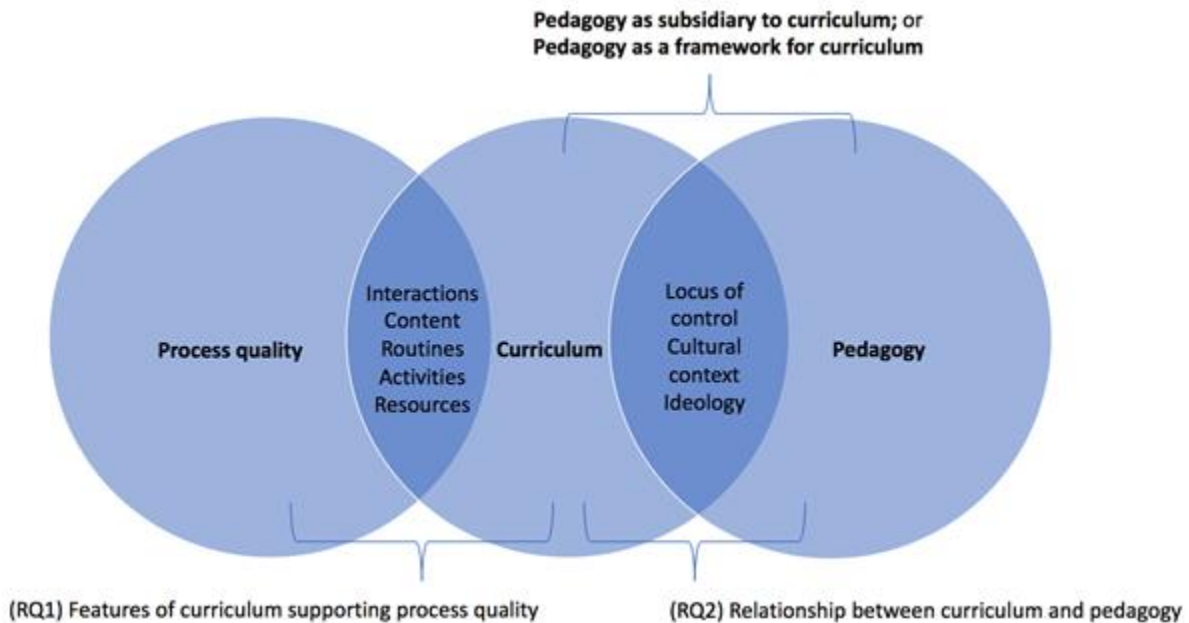 Pedagogy as subsidiary to curriculum; or
Pedagogy as a framework for curriculum
Process quality
Interactions
Content
Routines
Activities
Resources
Curriculum
Locus of
control
Cultural
context
Ideology
Pedagogy
(RQ1) Features of curriculum supporting process quality
(RQ2) Relationship between curriculum and pedagogy